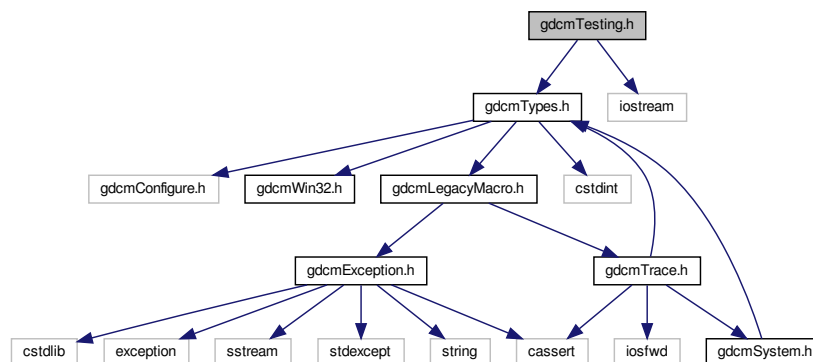 gdcmTesting.h
gdcmTypes.h
iostream
gdcmConfigure.h
gdcmWin32.h
gdcmLegacyMacro.h
cstdint
gdcmException.h
gdcmTrace.h
cstdlib
exception
sstream
stdexcept
string
cassert
iosfwd
gdcmSystem.h